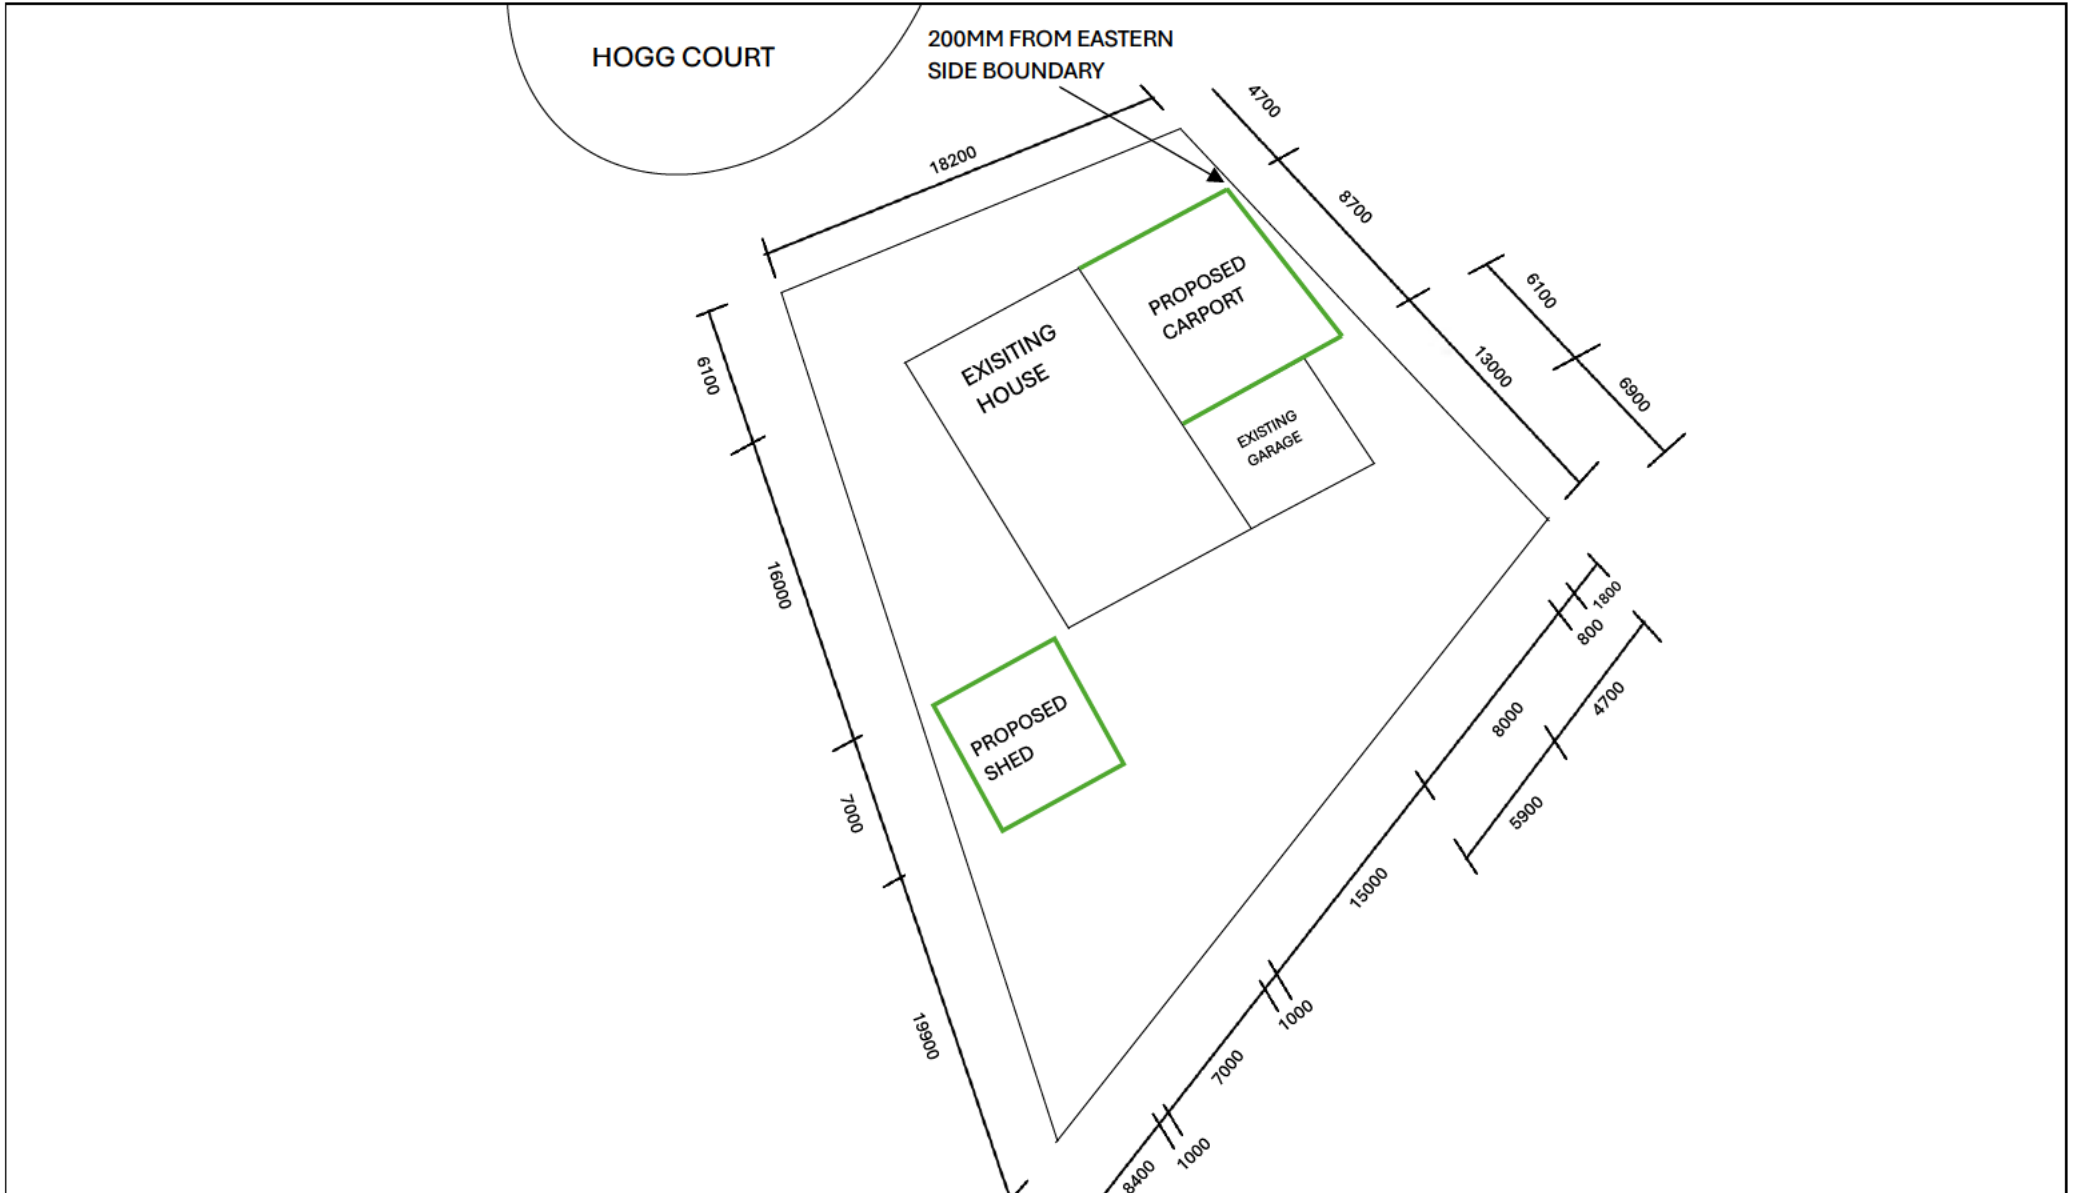 HOGG COURT
200MM FROM EASTERN
SIDE BOUNDARY
18200
4700
8700
13000
6100
6900
6100
16000
7000
19900
PROPOSED
CARPORT
EXISITING
HOUSE
EXISTING
GARAGE
PROPOSED
SHED
1800
800
8000
4700
5900
15000
1000
7000
1000
8400